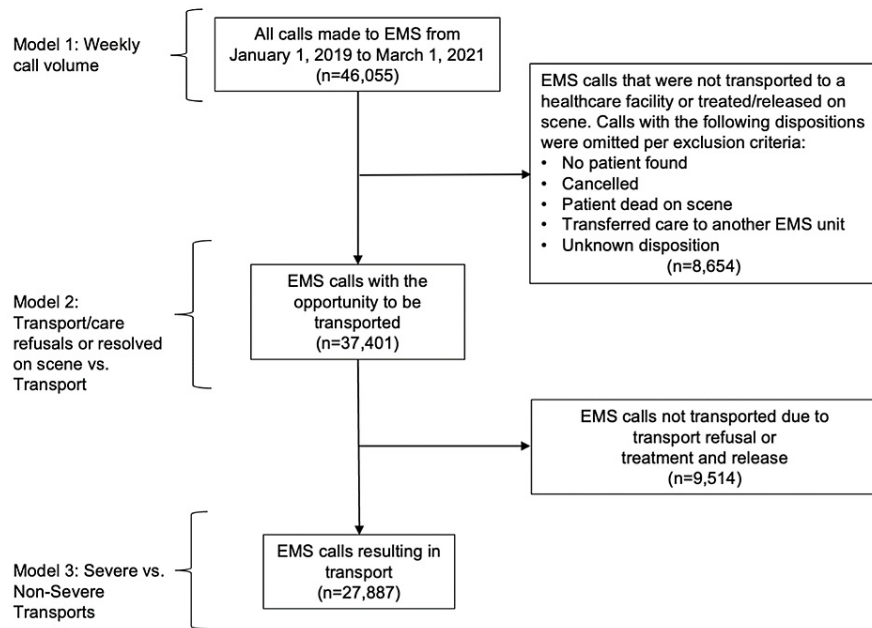 Model 1: Weekly
call volume
All calls made to EMS from
January 1, 2019 to March 1, 2021
(n=46,055)
EMS calls that were not transported to a
healthcare facility or treated/released on
scene. Calls with the following dispositions
were omitted per exclusion criteria:
• No patient found
• Cancelled
• Patient dead on scene
• Transferred care to another EMS unit
• Unknown disposition
(n=8,654)
Model 2:
Transport/care
refusals or resolved
on scene vs.
Transport
EMS calls with the
opportunity to be
transported
(n=37,401)
EMS calls not transported due to
transport refusal or
treatment and release
(n=9,514)
Model 3: Severe vs.
Non-Severe
Transports
EMS calls resulting in
transport
(n=27,887)